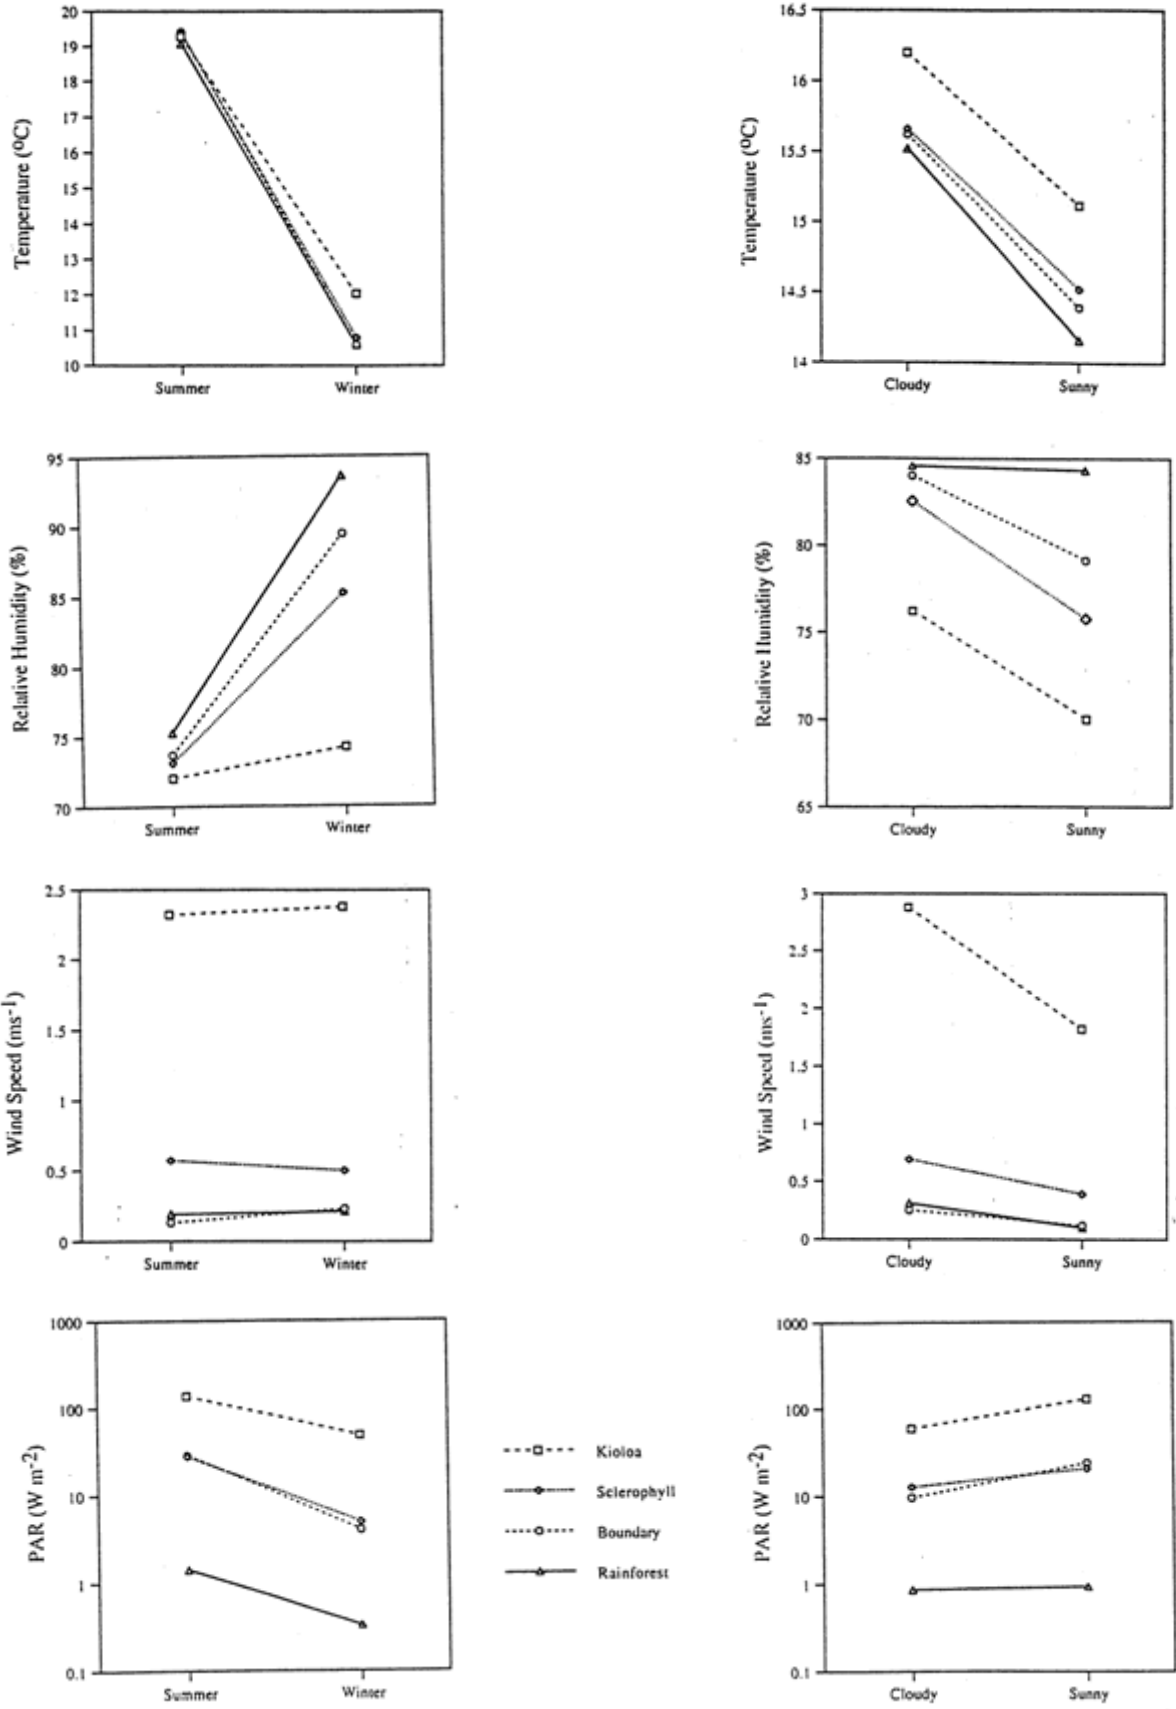 Temperature (°C)
20
19
18
17
16
15
14
13
12
11
10
Summer Winter
Temperature (°C)
16.5
16
15.5
15
14.5
14
Cloudy Sunny
Relative Humidity (%)
95
90
85
80
75
70
Summer Winter
Relative Humidity (%)
85
80
75
70
65
Cloudy Sunny
Wind Speed (ms-1)
2.5
2
1.5
1
0.5
0
Summer Winter
Wind Speed (ms-1)
3
2.5
2
1.5
1
0.5
0
Cloudy Sunny
PAR (W m-2)
1000
100
10
1
0.1
Summer Winter
Kioloa
Sclerophyll
Boundary
Rainforest
PAR (W m-2)
1000
100
10
1
0.1
Cloudy Sunny